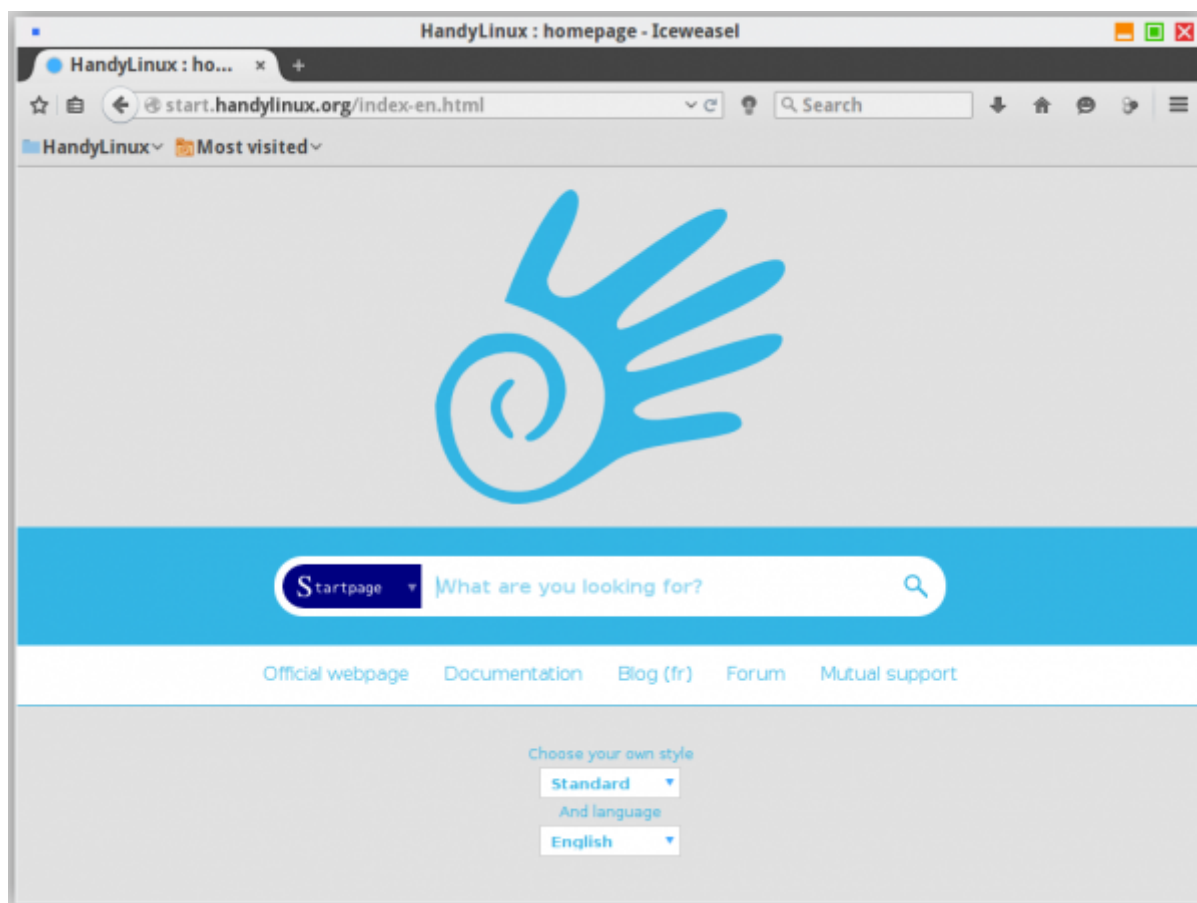 HandyLinux : homepage - Iceweasel
HandyLinux : ho... × +
start.handylinux.org/index-en.html Search
HandyLinux Most visited
Startpage What are you looking for?
Official webpage Documentation Blog (fr) Forum Mutual support
Choose your own style
Standard
And language
English